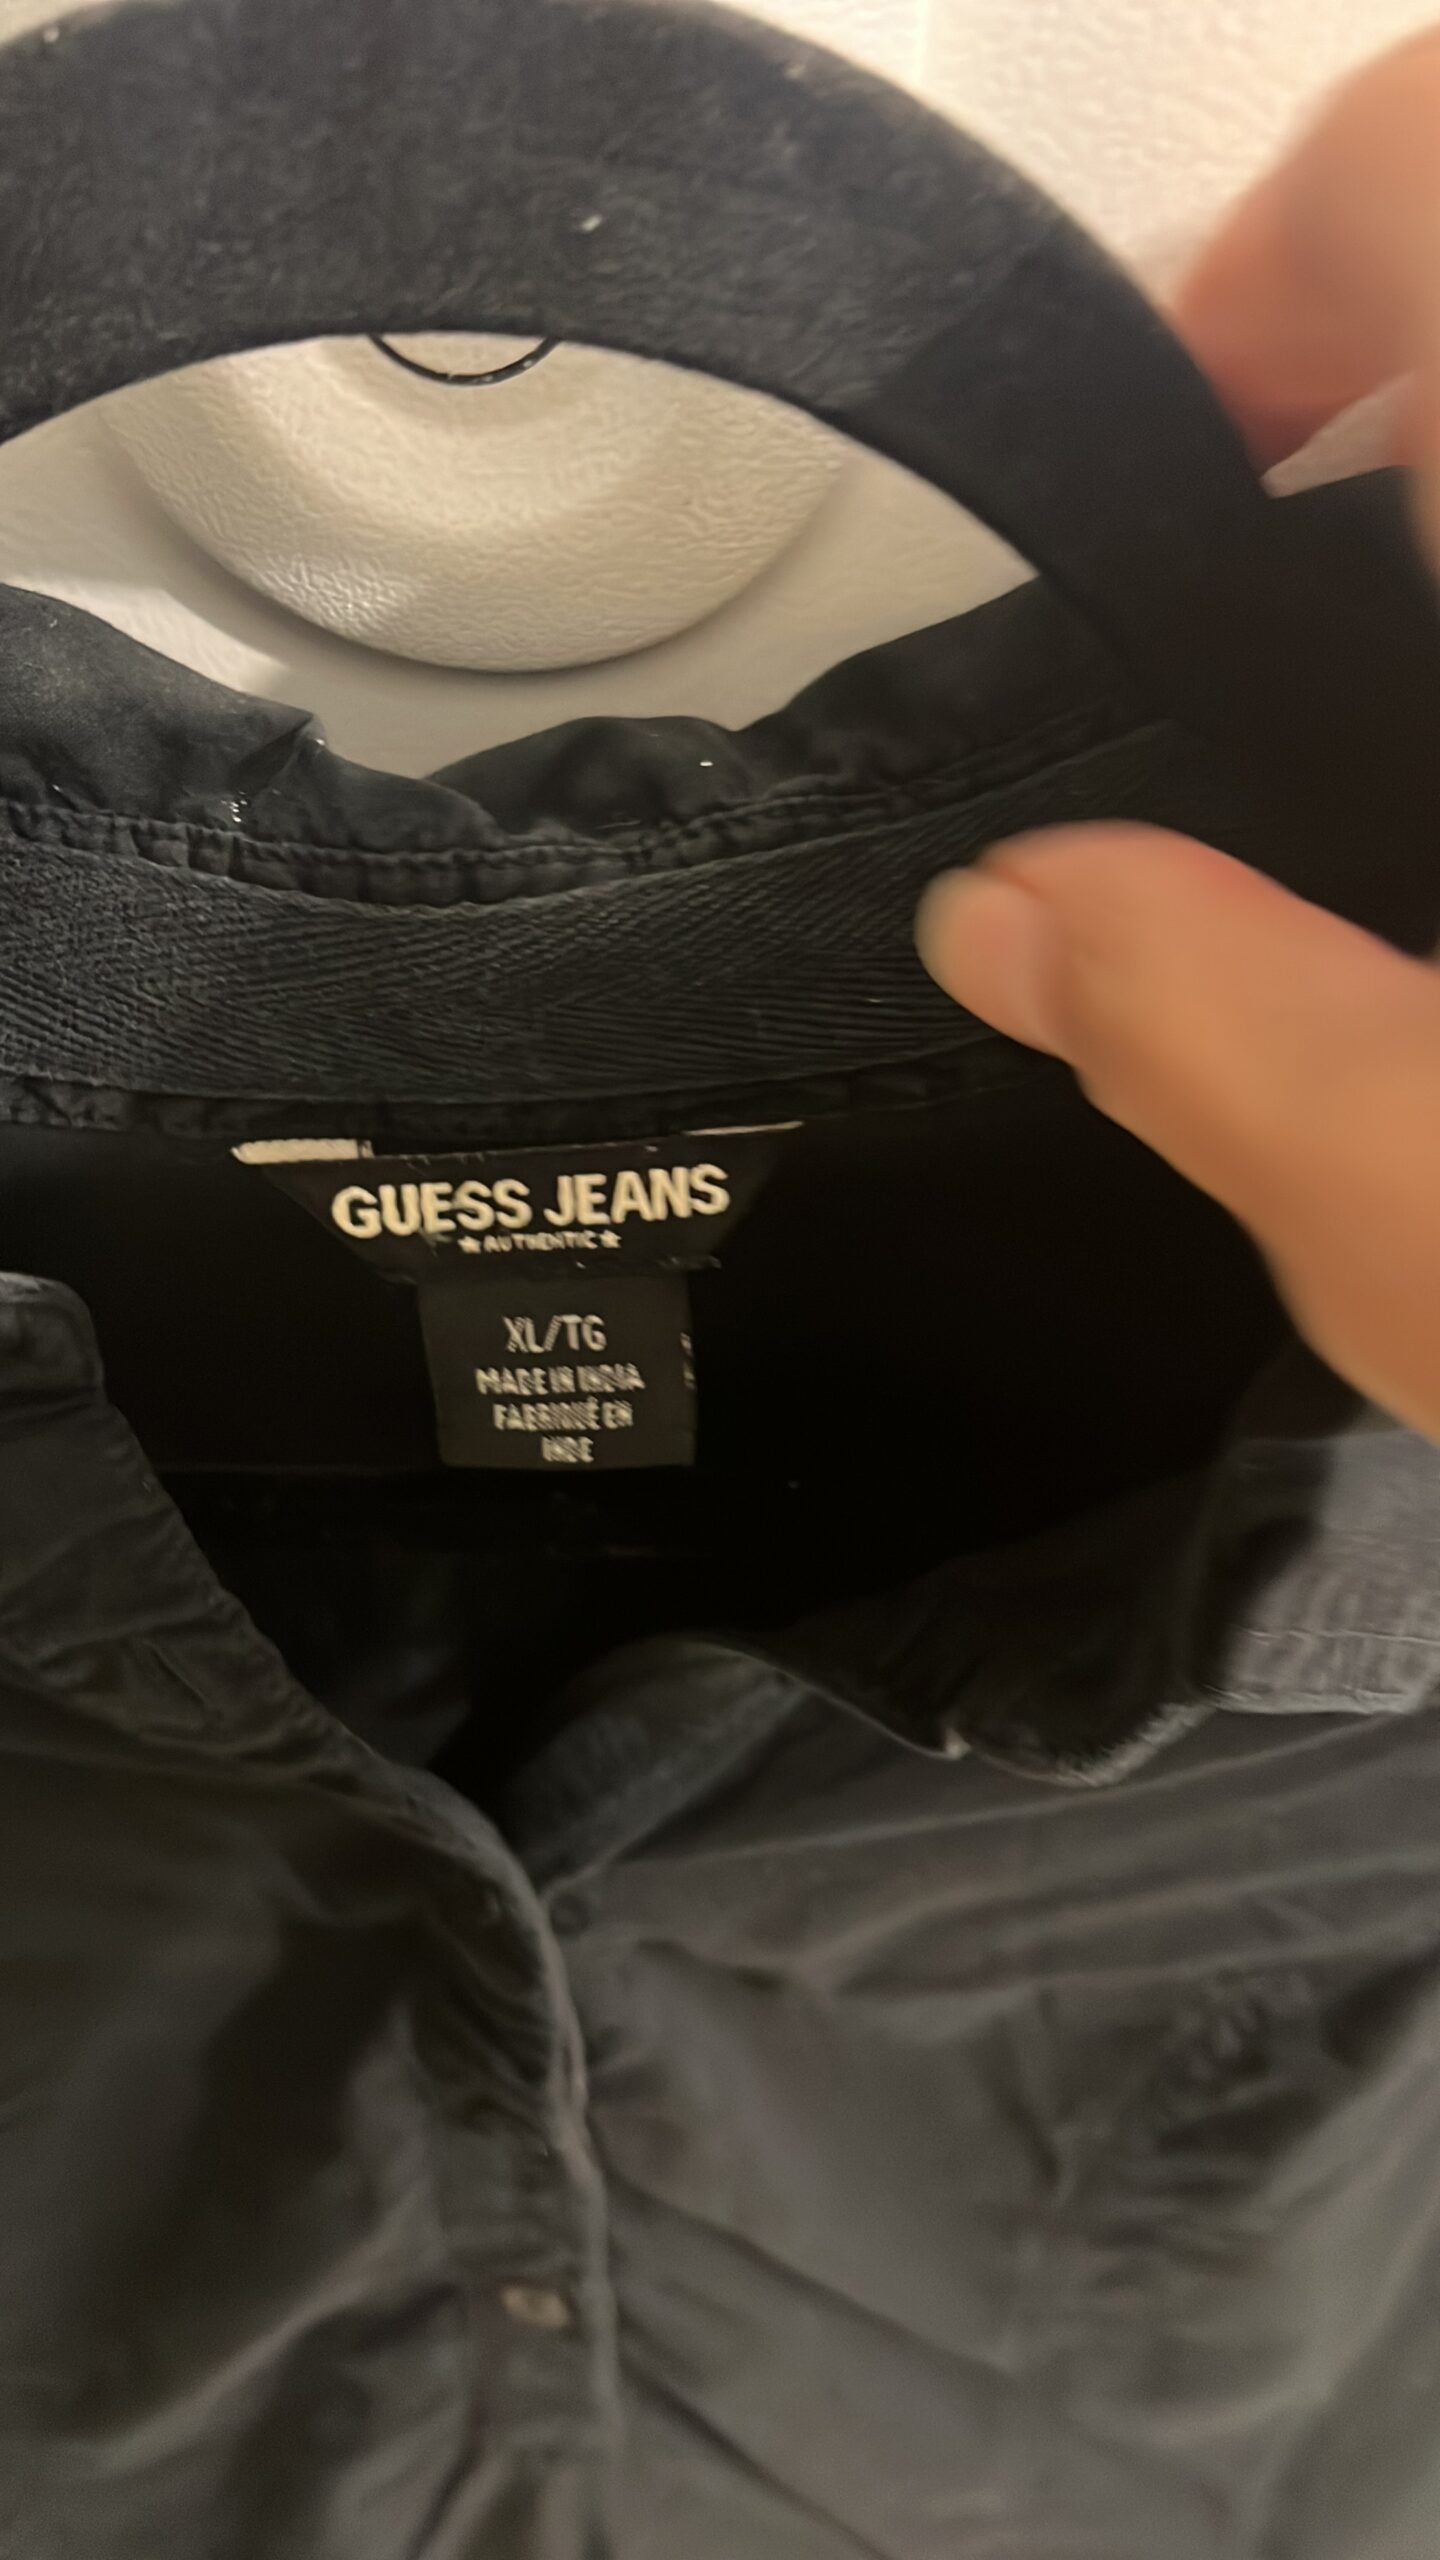 GUESS JEANS
★AUTHENTIC★
XL/TG
MADE IN INDIA
FABRIQUÉ EN
INDE